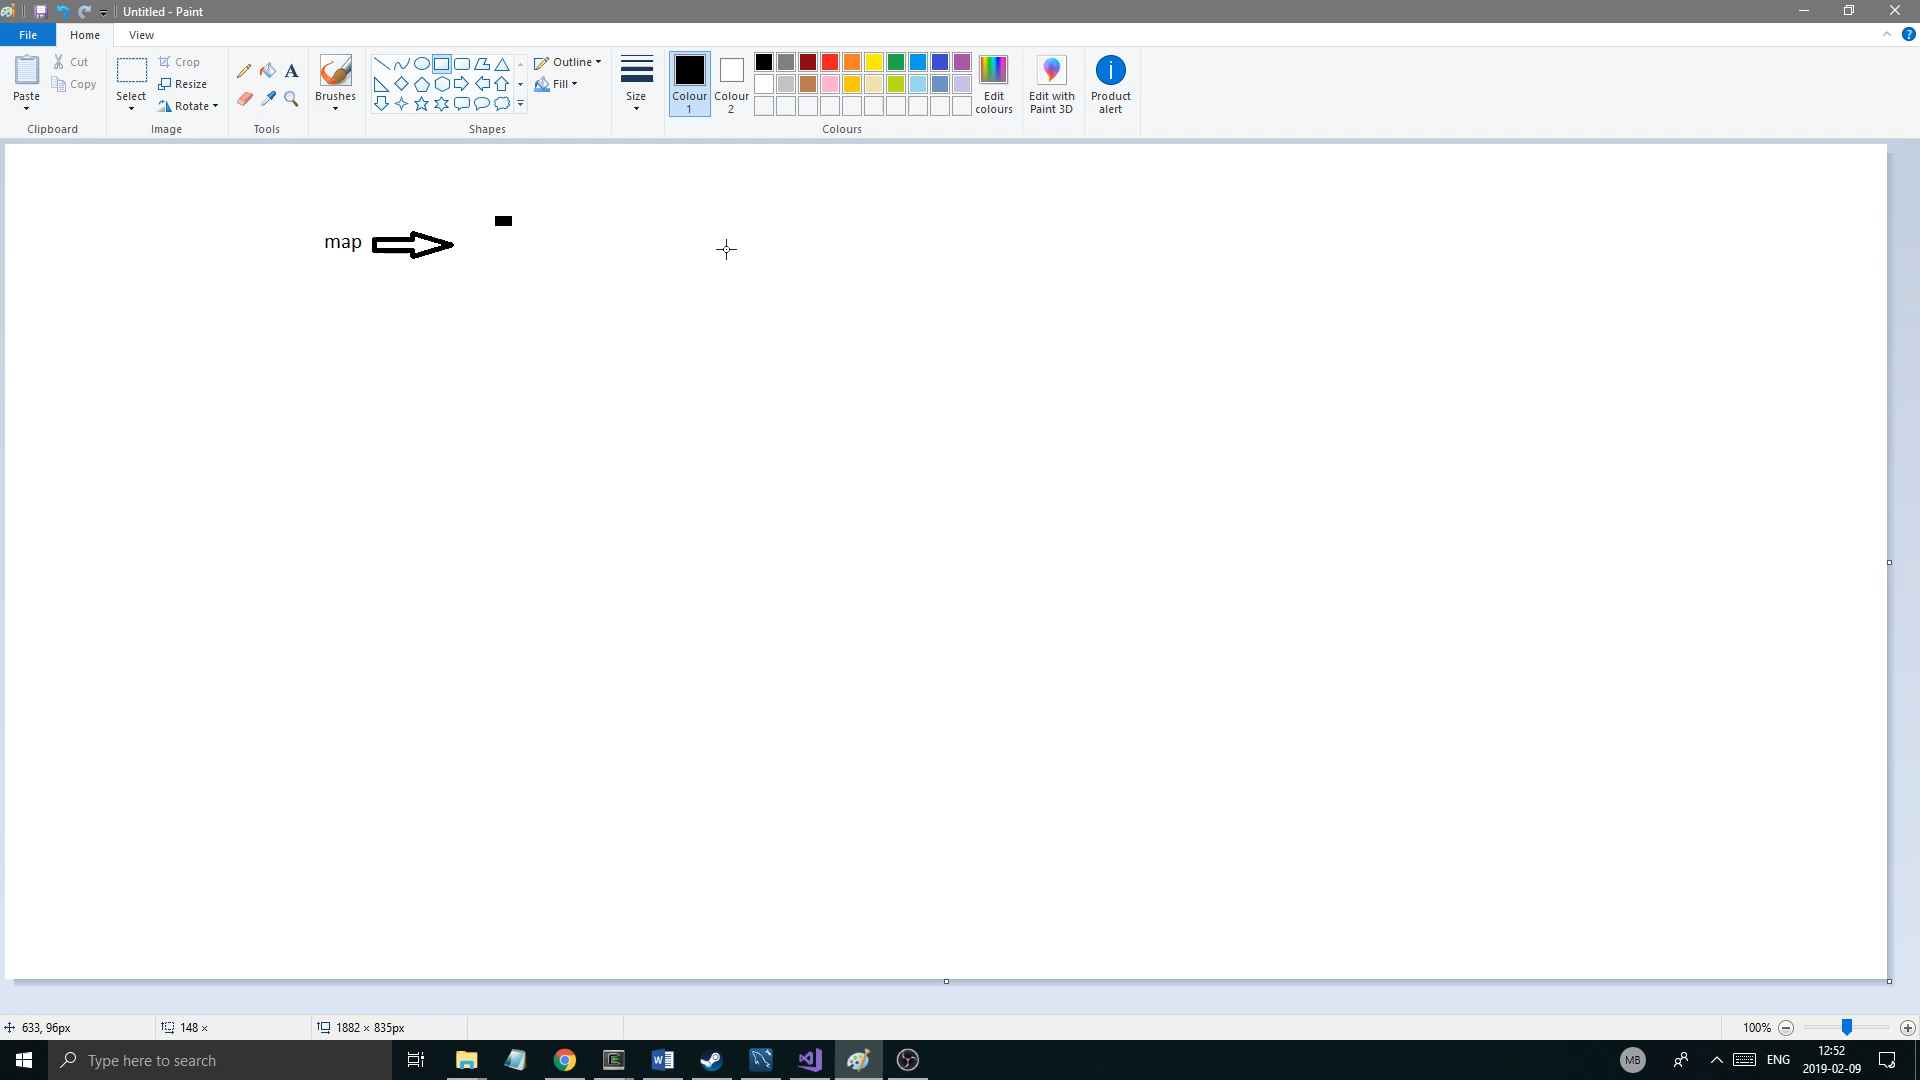 Untitled - Paint
File Home View
Paste
Cut
Copy
Clipboard
Select
Crop
Resize
Rotate
Image
Tools
Brushes
Shapes
Outline
Fill
Size
Colour 1
Colour 2
Colours
Edit colours
Edit with Paint 3D
Product alert
map
633, 96px
148 ×
1882 × 835px
100%
Type here to search
MB
ENG
12:52
2019-02-09